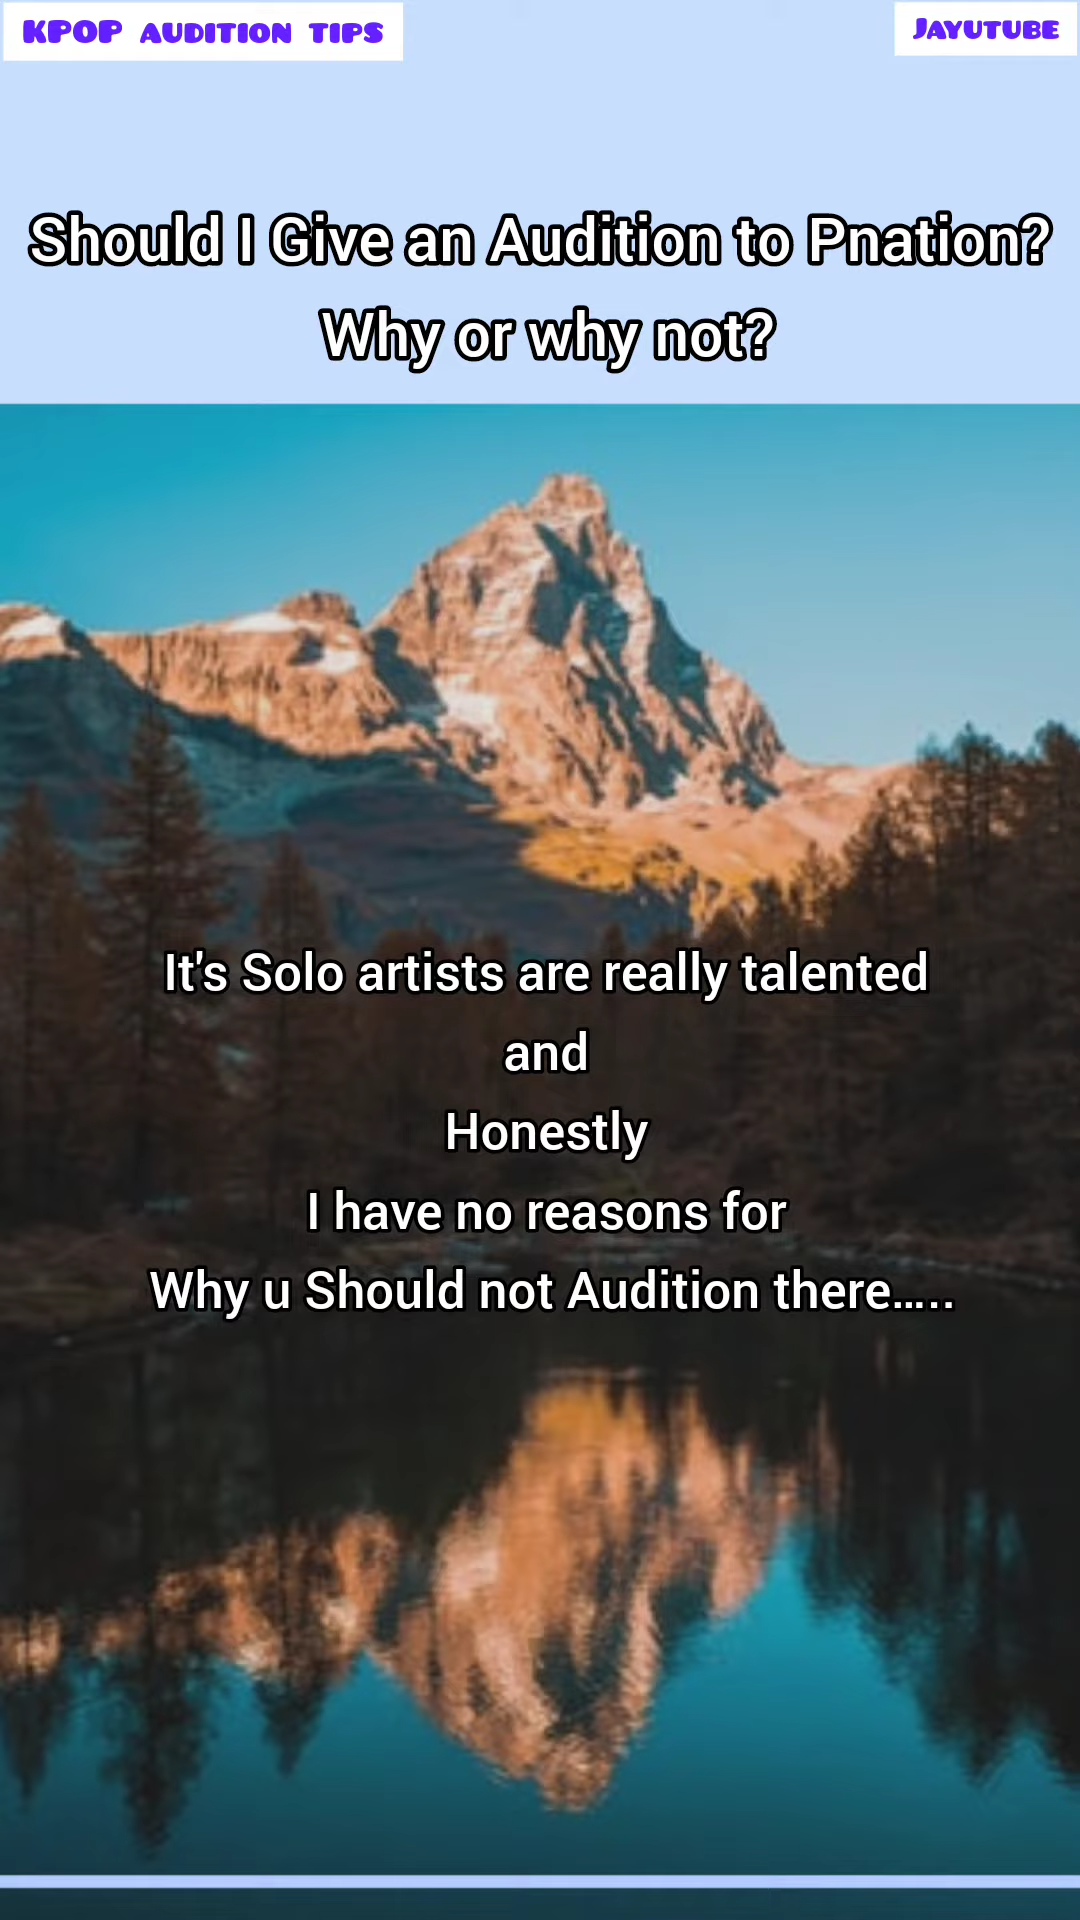 KPOP AUDITION TIPS
JAYUTUBE
Should I Give an Audition to Pnation?
Why or why not?
It's Solo artists are really talented
and
Honestly
I have no reasons for
Why u Should not Audition there.....